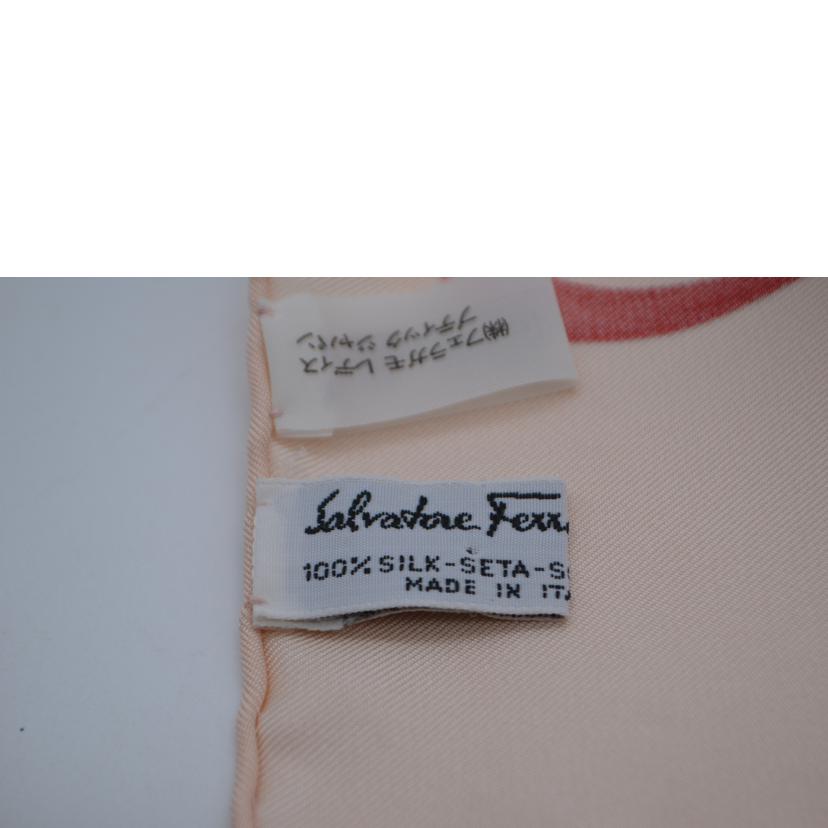 ㈱フェラガモ レディス
ブティック ジャパン
Salvatore Ferr
100% SILK-SETA-S
MADE IN ITA